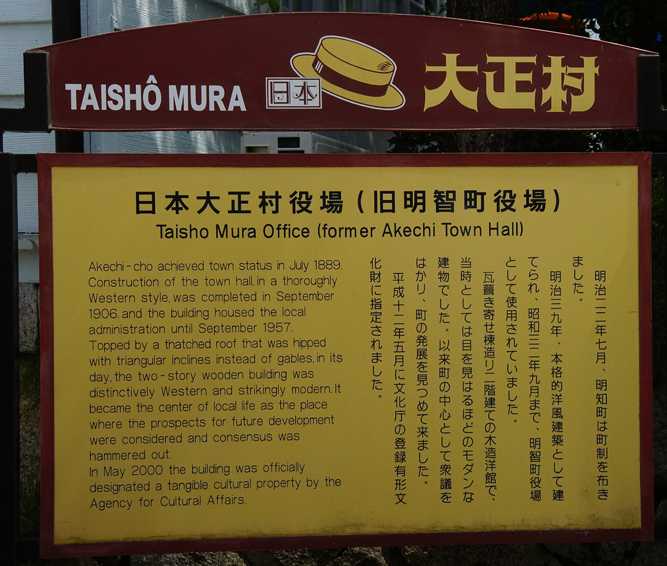 TAISHÔ MURA
日本
大正村
日本大正村役場(旧明智町役場)
Taisho Mura Office (former Akechi Town Hall)
Akechi-cho achieved town status in July 1889.
Construction of the town hall, in a thoroughly
Western style, was completed in September
1906, and the building housed the local
administration until September 1957.
Topped by a thatched roof that was hipped
with triangular inclines instead of gables, in its
day, the two-story wooden building was
distinctively Western and strikingly modern. It
became the center of local life as the place
where the prospects for future development
were considered and consensus was
hammered out.
In May 2000 the building was officially
designated a tangible cultural property by the
Agency for Cultural Affairs.
明治二二年七月、明知町は町制を布き
ました。
明治三九年、本格的洋風建築として建
てられ、昭和三二年九月まで、明智町役場
として使用されていました。
瓦葺き寄せ棟造り二階建ての木造洋館で、
当時としては目を見はるほどのモダンな
建物でした。以来町の中心として衆議を
はかり、町の発展を見つめて来ました。
平成十二年五月に文化庁の登録有形文
化財に指定されました。